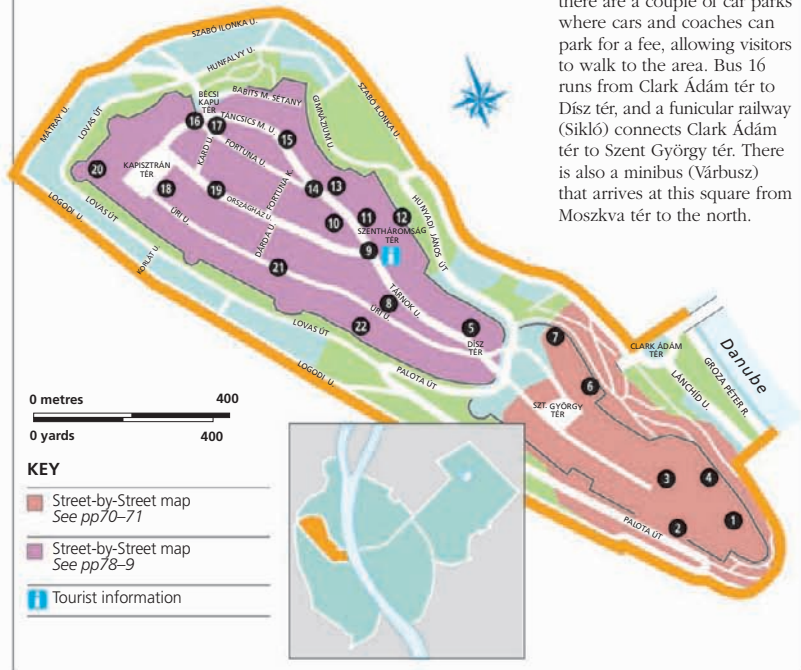 there are a couple of car parks
where cars and coaches can
park for a fee, allowing visitors
to walk to the area. Bus 16
runs from Clark Ádám tér to
Dísz tér, and a funicular railway
(Sikló) connects Clark Ádám
tér to Szent György tér. There
is also a minibus (Várbusz)
that arrives at this square from
Moszkva tér to the north.
SZABÓ ILONKA U.
HUNFALVY U.
BÉCSI
KAPU
TÉR
BABITS M. SÉTÁNY
GIMNÁZIUM U.
SZABÓ ILONKA U.
MÁTRAY U.
LOVAS ÚT
16
17
TÁNCSICS M. U.
15
20
KAPISZTRÁN
TÉR
KARD U.
FORTUNA U.
FORTUNA K.
14
13
LOGODI U.
LOVAS ÚT
18
19
ORSZÁGHÁZ U.
10
11
12
HUNYADI JÁNOS ÚT
SZENTHÁROMSÁG
TÉR
9
ÚRI U.
DÁRDA U.
KORLÁT U.
21
TÁRNOK U.
8
ÚRI U.
22
5
DÍSZ
TÉR
7
CLARK ÁDÁM
TÉR
Danube
LOVAS ÚT
LOGODI U.
PALOTA ÚT
6
LÁNCHÍD U.
GROZA PÉTER R.
SZT. GYÖRGY
TÉR
3
4
2
1
PALOTA ÚT
0 metres 400
0 yards 400
KEY
Street-by-Street map
See pp70–71
Street-by-Street map
See pp78–9
i Tourist information